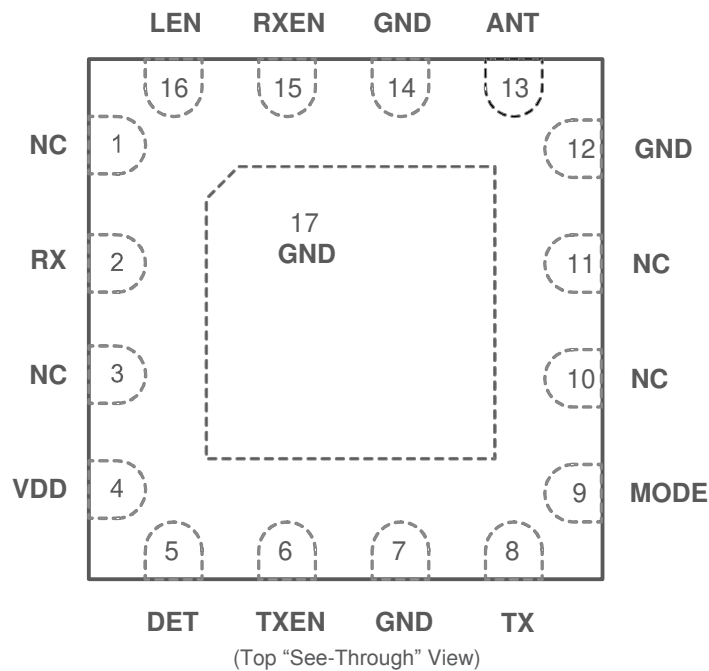 LEN RXEN GND ANT
16 15 14 13
NC 1 12 GND
17
GND
RX 2 11 NC
NC 3 10 NC
VDD 4 9 MODE
5 6 7 8
DET TXEN GND TX
(Top “See-Through” View)